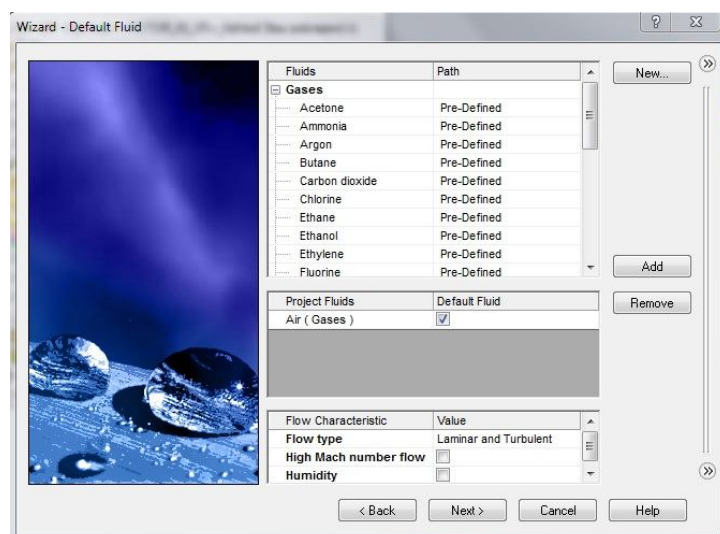 Wizard - Default Fluid
Fluids Path
Gases
Acetone Pre-Defined
Ammonia Pre-Defined
Argon Pre-Defined
Butane Pre-Defined
Carbon dioxide Pre-Defined
Chlorine Pre-Defined
Ethane Pre-Defined
Ethanol Pre-Defined
Ethylene Pre-Defined
Fluorine Pre-Defined
New...
Add
Remove
Project Fluids Default Fluid
Air ( Gases )
Flow Characteristic Value
Flow type Laminar and Turbulent
High Mach number flow
Humidity
< Back Next > Cancel Help